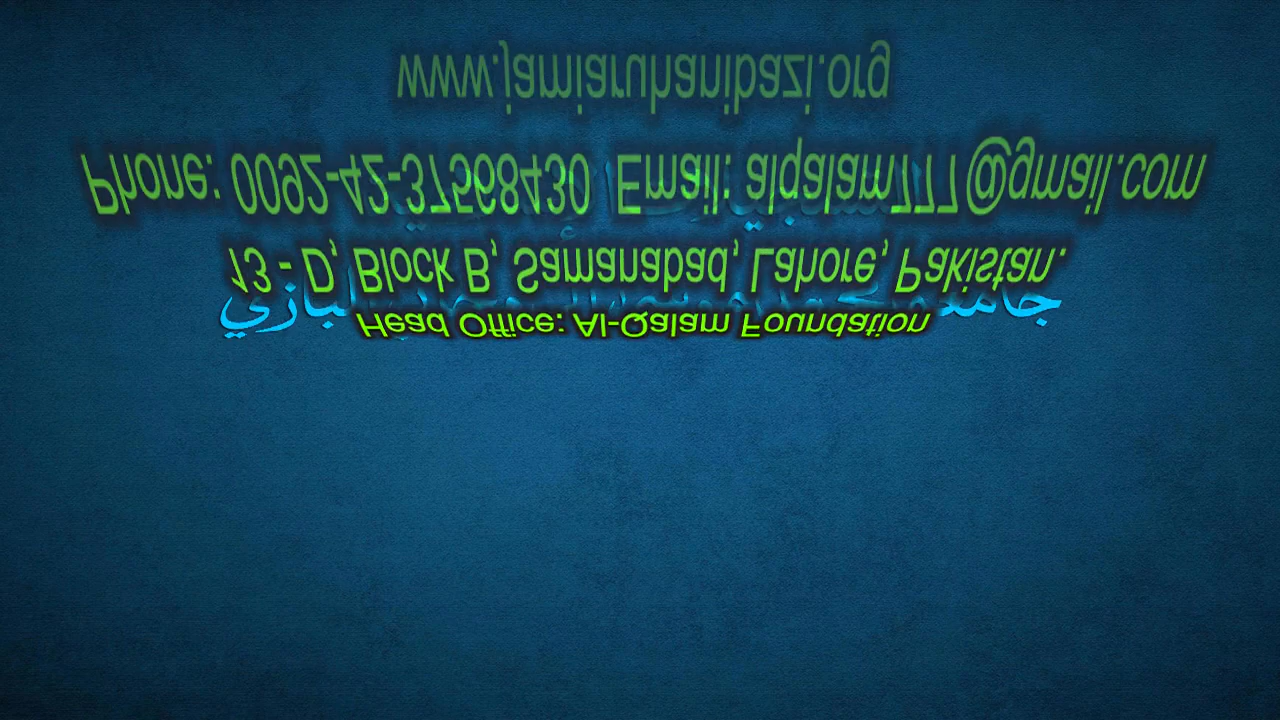 Head Office: Al-Qalam Foundation
13 - D, Block B, Samanabad, Lahore, Pakistan.
Phone: 0092-42-37568430 Email: alqalam777@gmail.com
www.jamiaruhanibazi.org
البازي